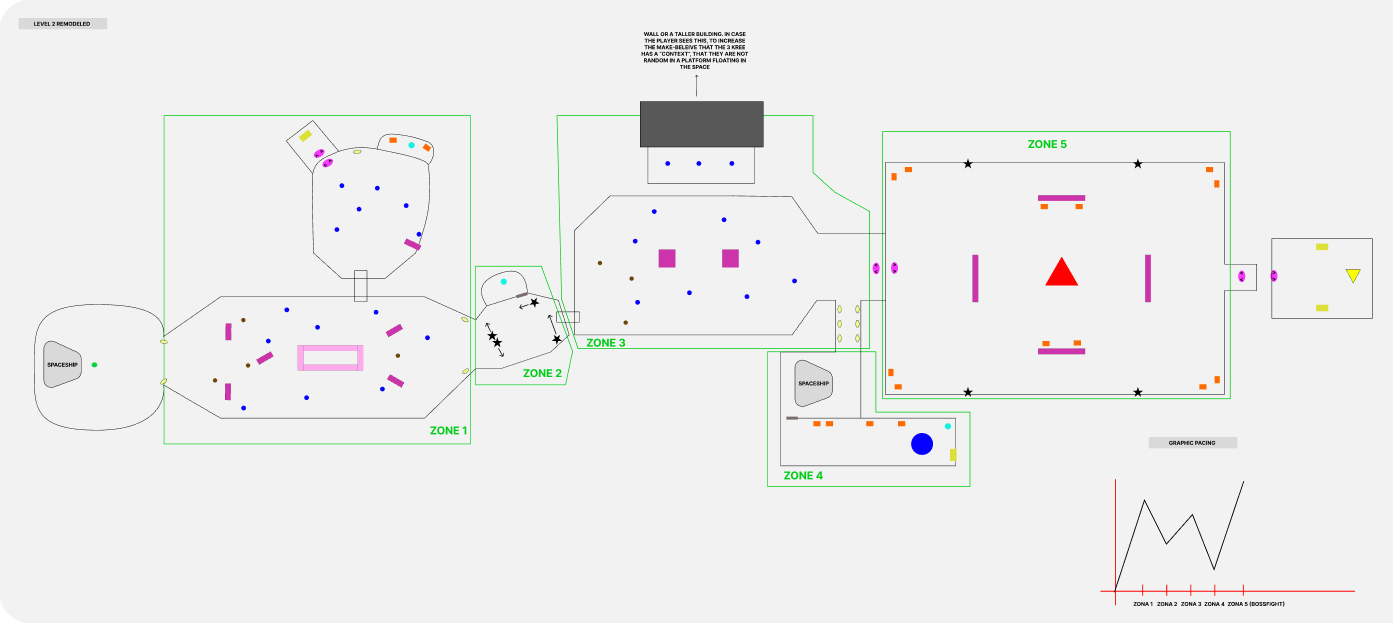 LEVEL 2 REMODELED
WALL OR A TALLER BUILDING. IN CASE
THE PLAYER SEES THIS, TO INCREASE
THE MAKE-BELEIVE THAT THE 3 KREE
HAS A "CONTEXT", THAT THEY ARE NOT
RANDOM IN A PLATFORM FLOATING IN
THE SPACE
ZONE 5
SPACESHIP
ZONE 3
ZONE 2
SPACESHIP
ZONE 1
ZONE 4
GRAPHIC PACING
ZONA 1 ZONA 2 ZONA 3 ZONA 4 ZONA 5 (BOSSFIGHT)